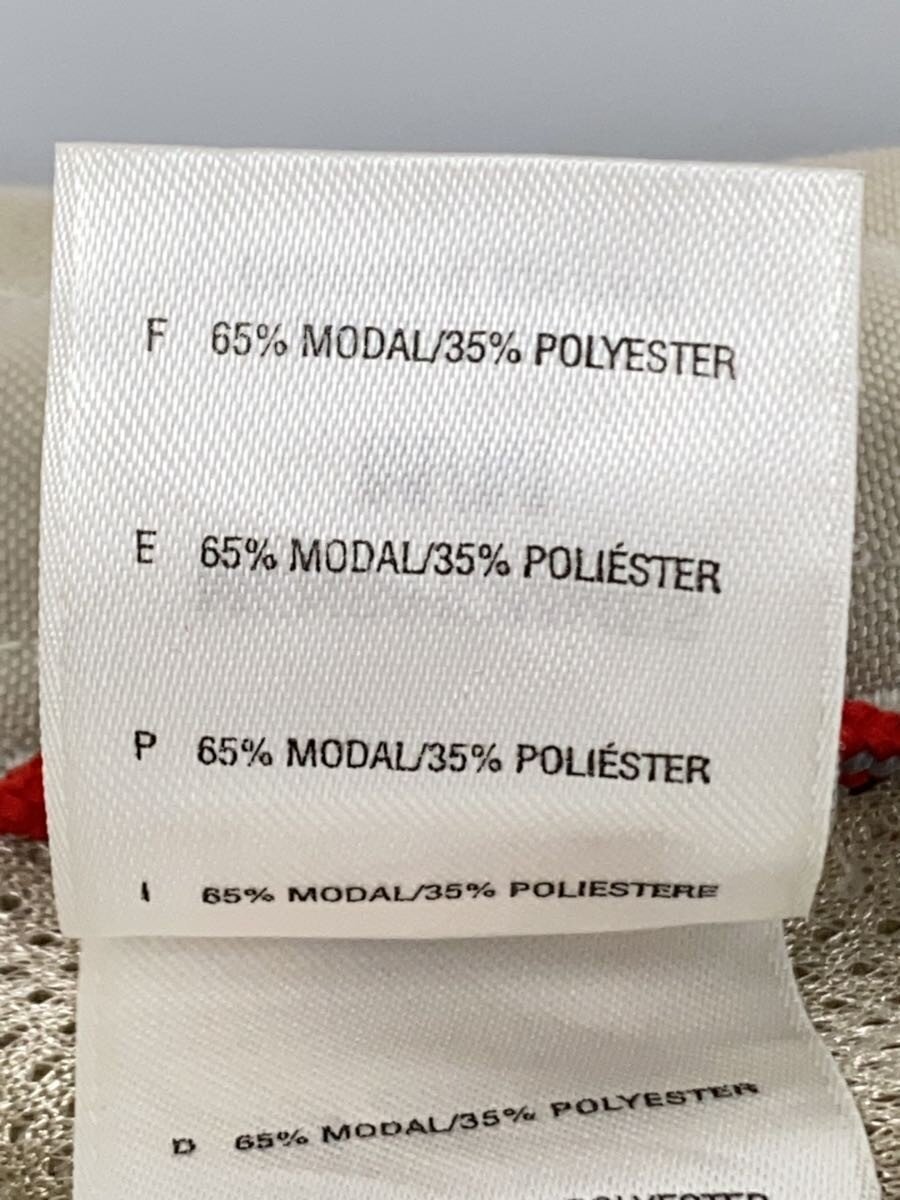 F 65% MODAL/35% POLYESTER
E 65% MODAL/35% POLIÉSTER
P 65% MODAL/35% POLIÉSTER
I 65% MODAL/35% POLIESTERE
D 65% MODAL/35% POLYESTER
POLYESTER